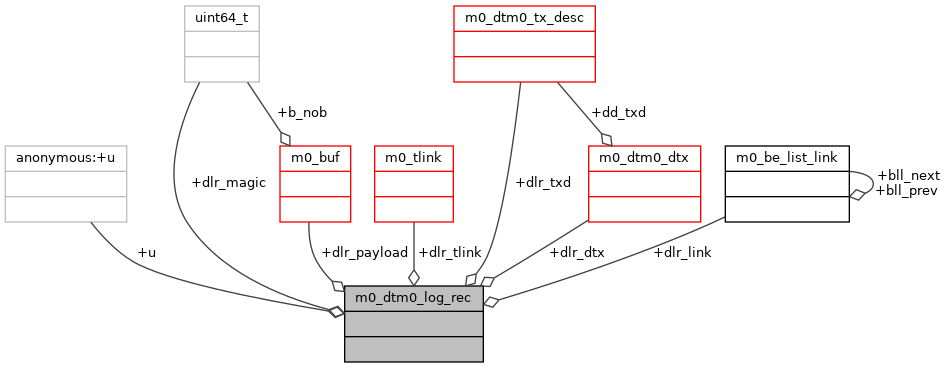 uint64_t
m0_dtm0_tx_desc
+b_nob
+dd_txd
anonymous:+u
m0_buf
m0_tlink
m0_dtm0_dtx
m0_be_list_link
+dlr_magic
+dlr_txd
+bll_next
+bll_prev
+u
+dlr_payload
+dlr_tlink
+dlr_dtx
+dlr_link
m0_dtm0_log_rec